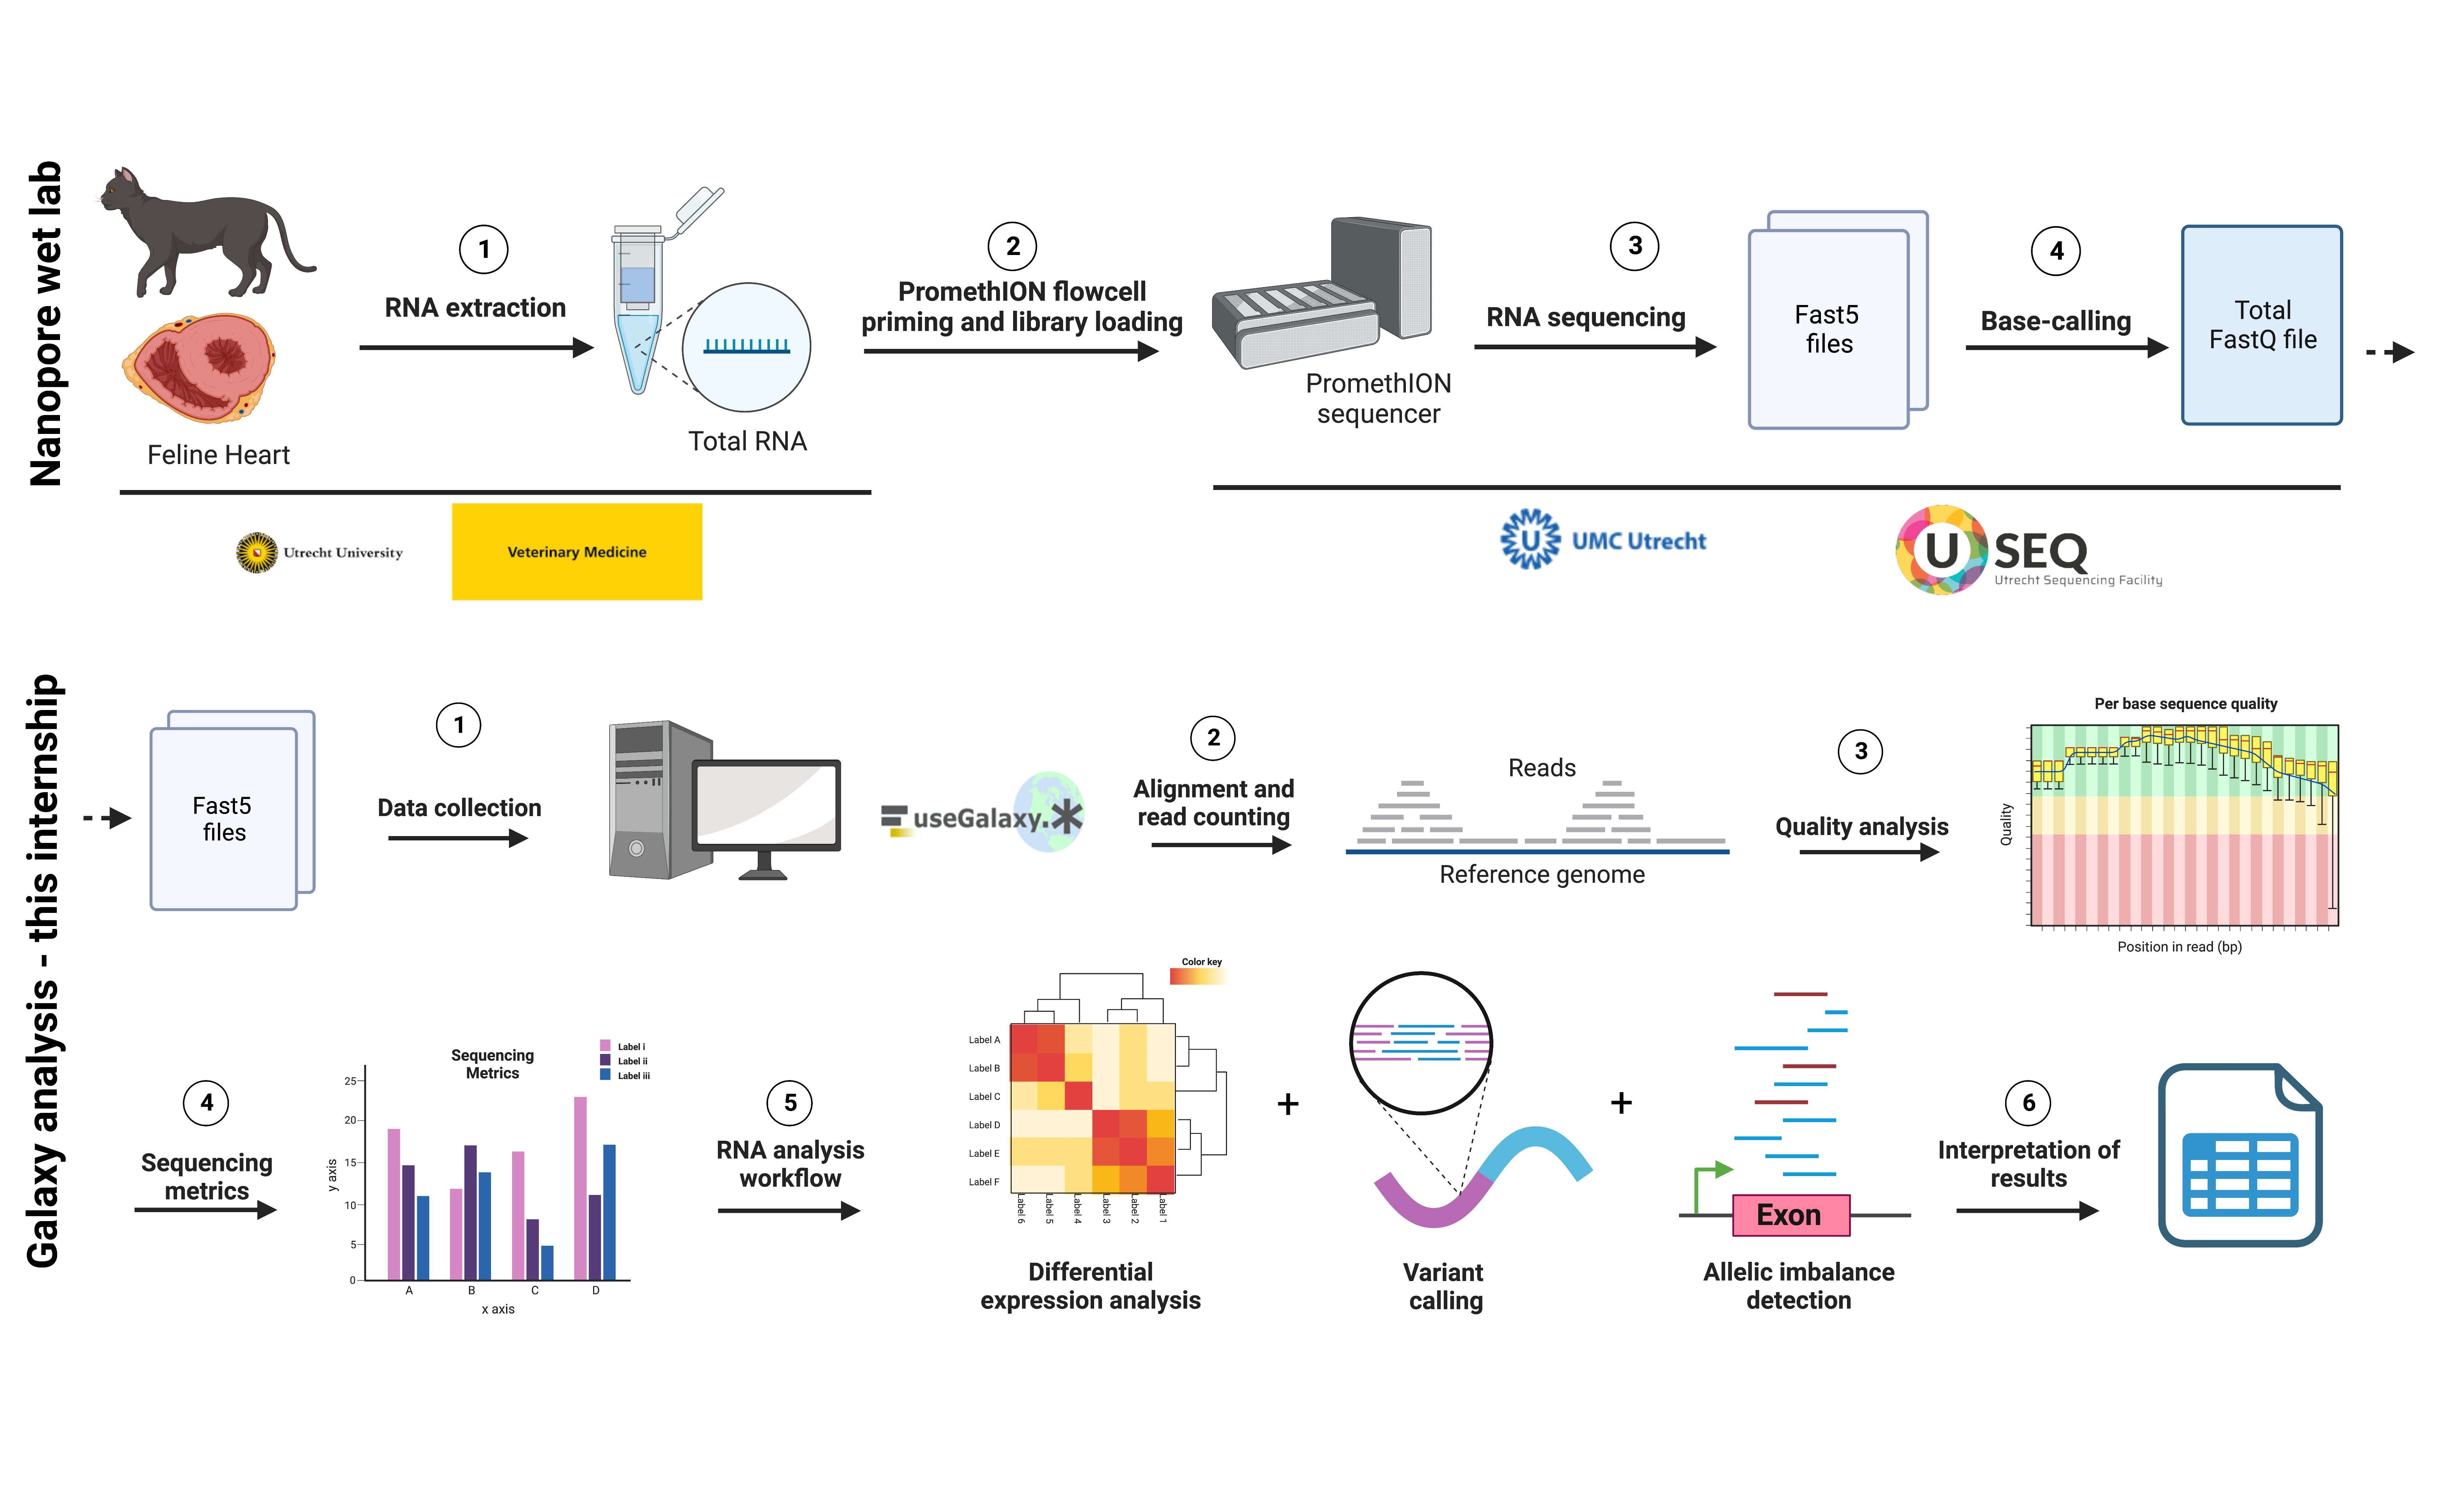 Nanopore wet lab
Feline Heart
1
RNA extraction
Total RNA
2
PromethION flowcell
priming and library loading
PromethION
sequencer
3
RNA sequencing
Fast5
files
4
Base-calling
Total
FastQ file
Utrecht University
Veterinary Medicine
U
UMC Utrecht
U SEQ
Utrecht Sequencing Facility
Galaxy analysis - this internship
Fast5
files
1
Data collection
useGalaxy.*
2
Alignment and
read counting
Reads
Reference genome
3
Quality analysis
Per base sequence quality
Quality
Position in read (bp)
4
Sequencing
metrics
Sequencing
Metrics
Label i
Label ii
Label iii
25
20
15
10
5
0
y axis
A B C D
x axis
5
RNA analysis
workflow
Color key
Label A
Label B
Label C
Label D
Label E
Label F
Label 6
Label 5
Label 4
Label 3
Label 2
Label 1
Differential
expression analysis
+
Variant
calling
+
Exon
Allelic imbalance
detection
6
Interpretation of
results